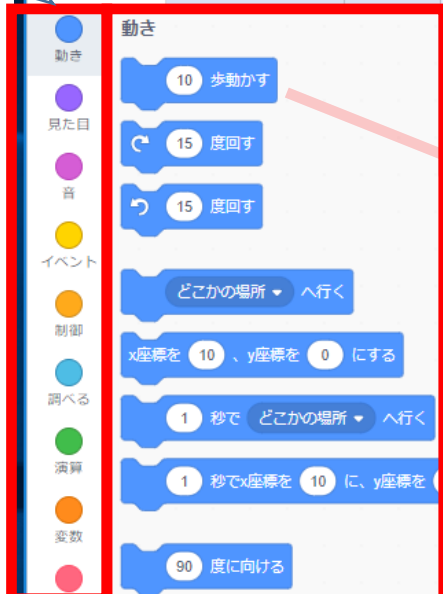 動き
見た目
音
イベント
制御
調べる
演算
変数
動き
10 歩動かす
15 度回す
15 度回す
どこかの場所 へ行く
x座標を 10 、y座標を 0 にする
1 秒で どこかの場所 へ行く
1 秒でx座標を 10 に、y座標を
90 度に向ける